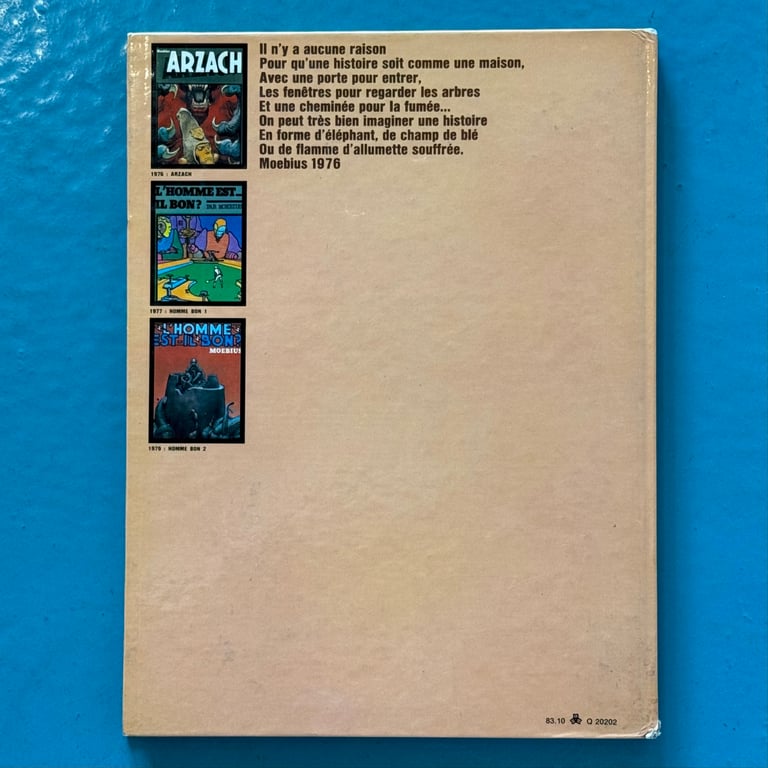 ARZACH
1976 : ARZACH
L'HOMME EST...
IL BON ?
PAR MOEBIUS
1977 : HOMME BON 1
L'HOMME
EST-IL BON?
MOEBIUS
1979 : HOMME BON 2
Il n'y a aucune raison
Pour qu'une histoire soit comme une maison,
Avec une porte pour entrer,
Les fenêtres pour regarder les arbres
Et une cheminée pour la fumée...
On peut très bien imaginer une histoire
En forme d'éléphant, de champ de blé
Ou de flamme d'allumette souffrée.
Moebius 1976
83.10 Q 20202